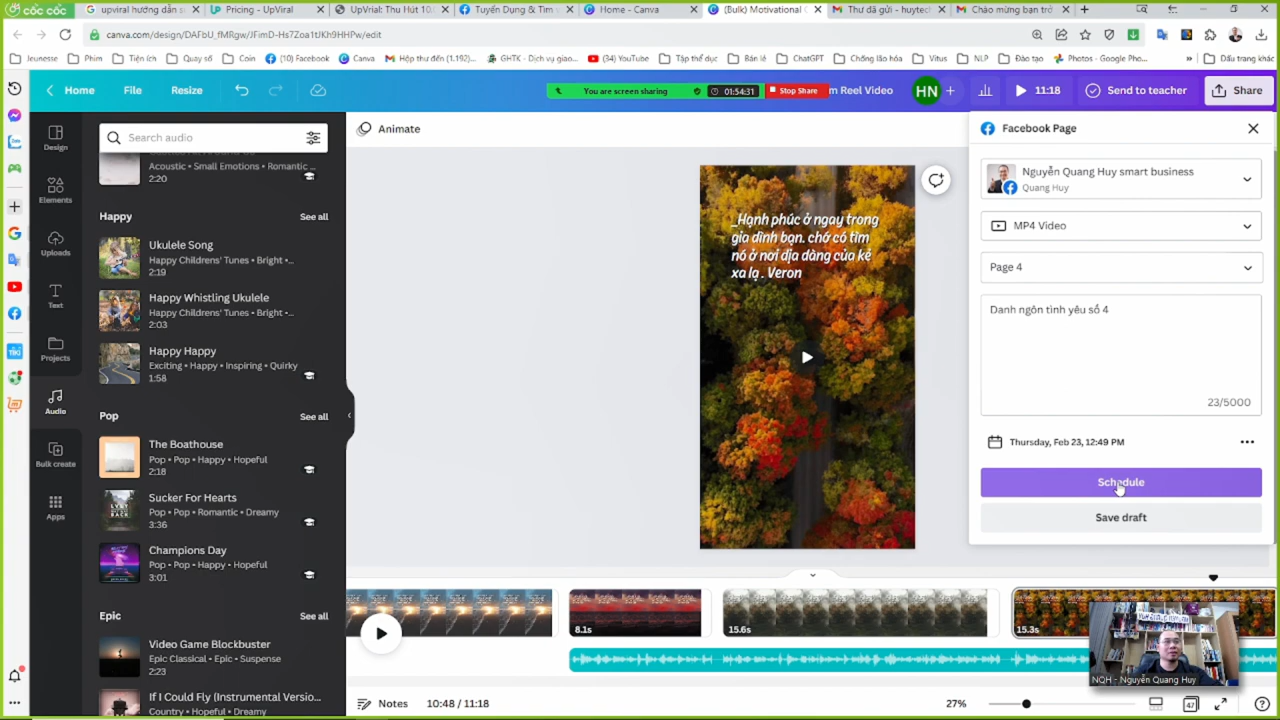 cốc cốc
upviral hướng dẫn s
Pricing - UpViral
UpVrial: Thu Hút 10
Tuyển Dụng & Tìm
Home - Canva
(Bulk) Motivational
Thư đã gửi - huytech
Chào mừng bạn trở
canva.com/design/DAFbU_fMRgw/JFimD-Hs7Zoa1tJKh9HHPw/edit
Jeunesse
Phim
Tiện ích
Quay số
Coin
(10) Facebook
Canva
Hộp thư đến (1.192)...
GHTK - Dịch vụ giao...
(34) YouTube
Tập thể dục
Bán lẻ
ChatGPT
Chống lão hóa
Virus
NLP
Đào tạo
Photos - Google Pho...
»
Dấu trang khác
Home
File
Resize
You are screen sharing
01:54:31
Stop Share
m Reel Video
HN
11:18
Send to teacher
Share
Design
Elements
Uploads
Text
Projects
Audio
Bulk create
Apps
Search audio
Acoustic • Small Emotions • Romantic ...
2:20
Happy
See all
Ukulele Song
Happy Childrens' Tunes • Bright •...
2:19
Happy Whistling Ukulele
Happy Childrens' Tunes • Bright •...
2:03
Happy Happy
Exciting • Happy • Inspiring • Quirky
1:58
Pop
See all
The Boathouse
Pop • Pop • Happy • Hopeful
2:18
Sucker For Hearts
Pop • Pop • Romantic • Dreamy
3:36
Champions Day
Pop • Pop • Happy • Hopeful
3:01
Epic
See all
Video Game Blockbuster
Epic Classical • Epic • Suspense
2:23
If I Could Fly (Instrumental Versio...
Country • Hopeful • Dreamy
Animate
_Hạnh phúc ở ngay trong
gia đình bạn. chớ có tìm
nó ở nơi địa đàng của kẻ
xa lạ . Veron
Facebook Page
Nguyễn Quang Huy smart business
Quang Huy
MP4 Video
Page 4
Danh ngôn tình yêu số 4
23/5000
Thursday, Feb 23, 12:49 PM
Schedule
Save draft
8.1s
15.6s
15.3s
NQH - Nguyễn Quang Huy
Notes
10:48 / 11:18
27%
47